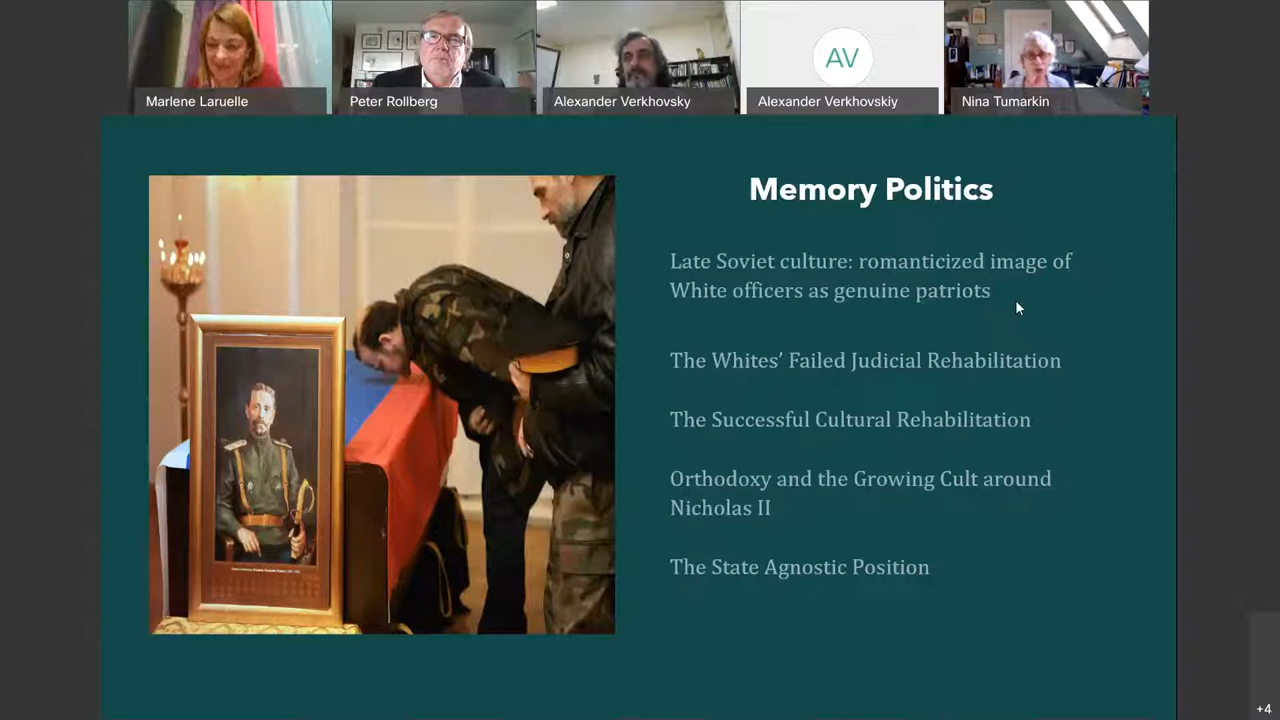 AV
Marlene Laruelle
Peter Rollberg
Alexander Verkhovsky
Alexander Verkhovskiy
Nina Tumarkin
Memory Politics
Late Soviet culture: romanticized image of
White officers as genuine patriots
The Whites’ Failed Judicial Rehabilitation
The Successful Cultural Rehabilitation
Orthodoxy and the Growing Cult around
Nicholas II
The State Agnostic Position
+4